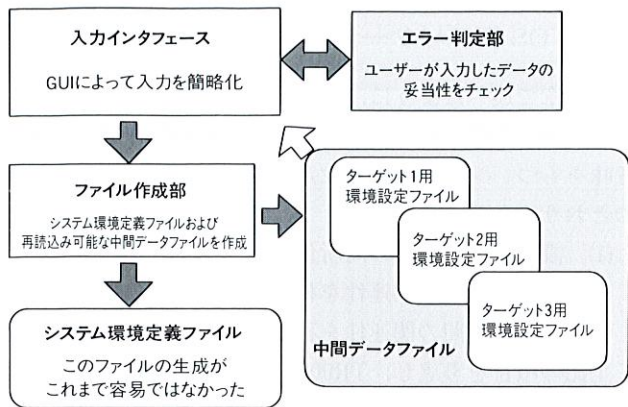 入力インタフェース
GUIによって入力を簡略化
エラー判定部
ユーザーが入力したデータの
妥当性をチェック
ファイル作成部
システム環境定義ファイルおよび
再読込み可能な中間データファイルを作成
ターゲット1用
環境設定ファイル
ターゲット2用
環境設定ファイル
ターゲット3用
環境設定ファイル
中間データファイル
システム環境定義ファイル
このファイルの生成が
これまで容易ではなかった